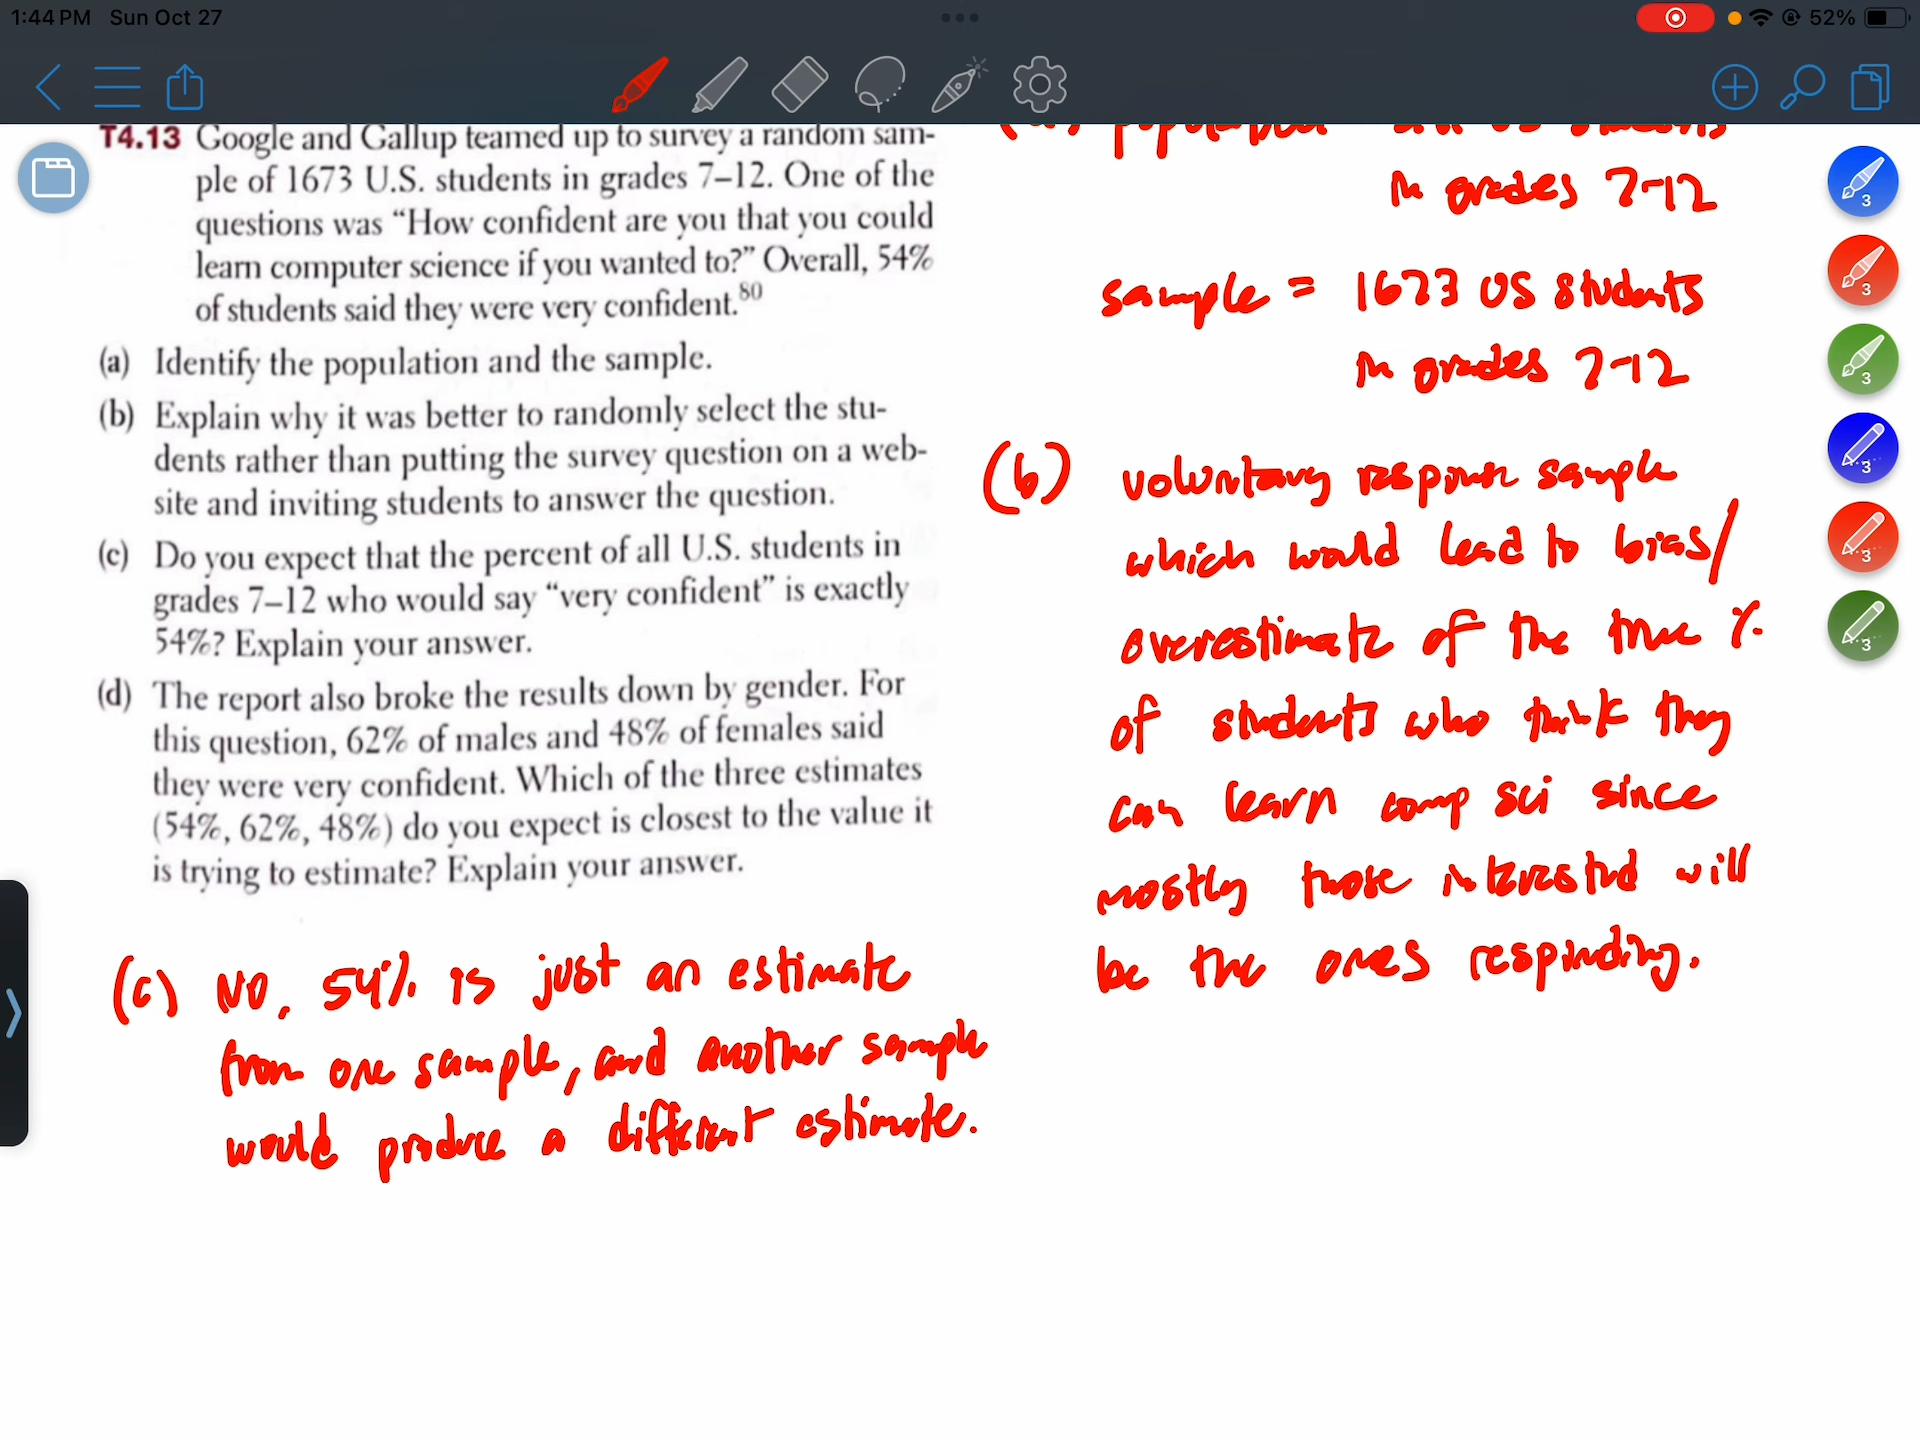 1:44 PM Sun Oct 27
52%
T4.13 Google and Gallup teamed up to survey a random sam-
ple of 1673 U.S. students in grades 7–12. One of the
questions was “How confident are you that you could
learn computer science if you wanted to?” Overall, 54%
of students said they were very confident.80
(a) Identify the population and the sample.
(b) Explain why it was better to randomly select the stu-
dents rather than putting the survey question on a web-
site and inviting students to answer the question.
(c) Do you expect that the percent of all U.S. students in
grades 7–12 who would say “very confident” is exactly
54%? Explain your answer.
(d) The report also broke the results down by gender. For
this question, 62% of males and 48% of females said
they were very confident. Which of the three estimates
(54%, 62%, 48%) do you expect is closest to the value it
is trying to estimate? Explain your answer.
(c) NO, 54% is just an estimate
from one sample, and another sample
would produce a different estimate.
in grades 7-12
sample = 1673 US students
in grades 7-12
(b) voluntary response sample
which would lead to bias/
overestimate of the true %
of students who think they
can learn comp sci since
mostly those interested will
be the ones responding.
3
3
3
3
3
3